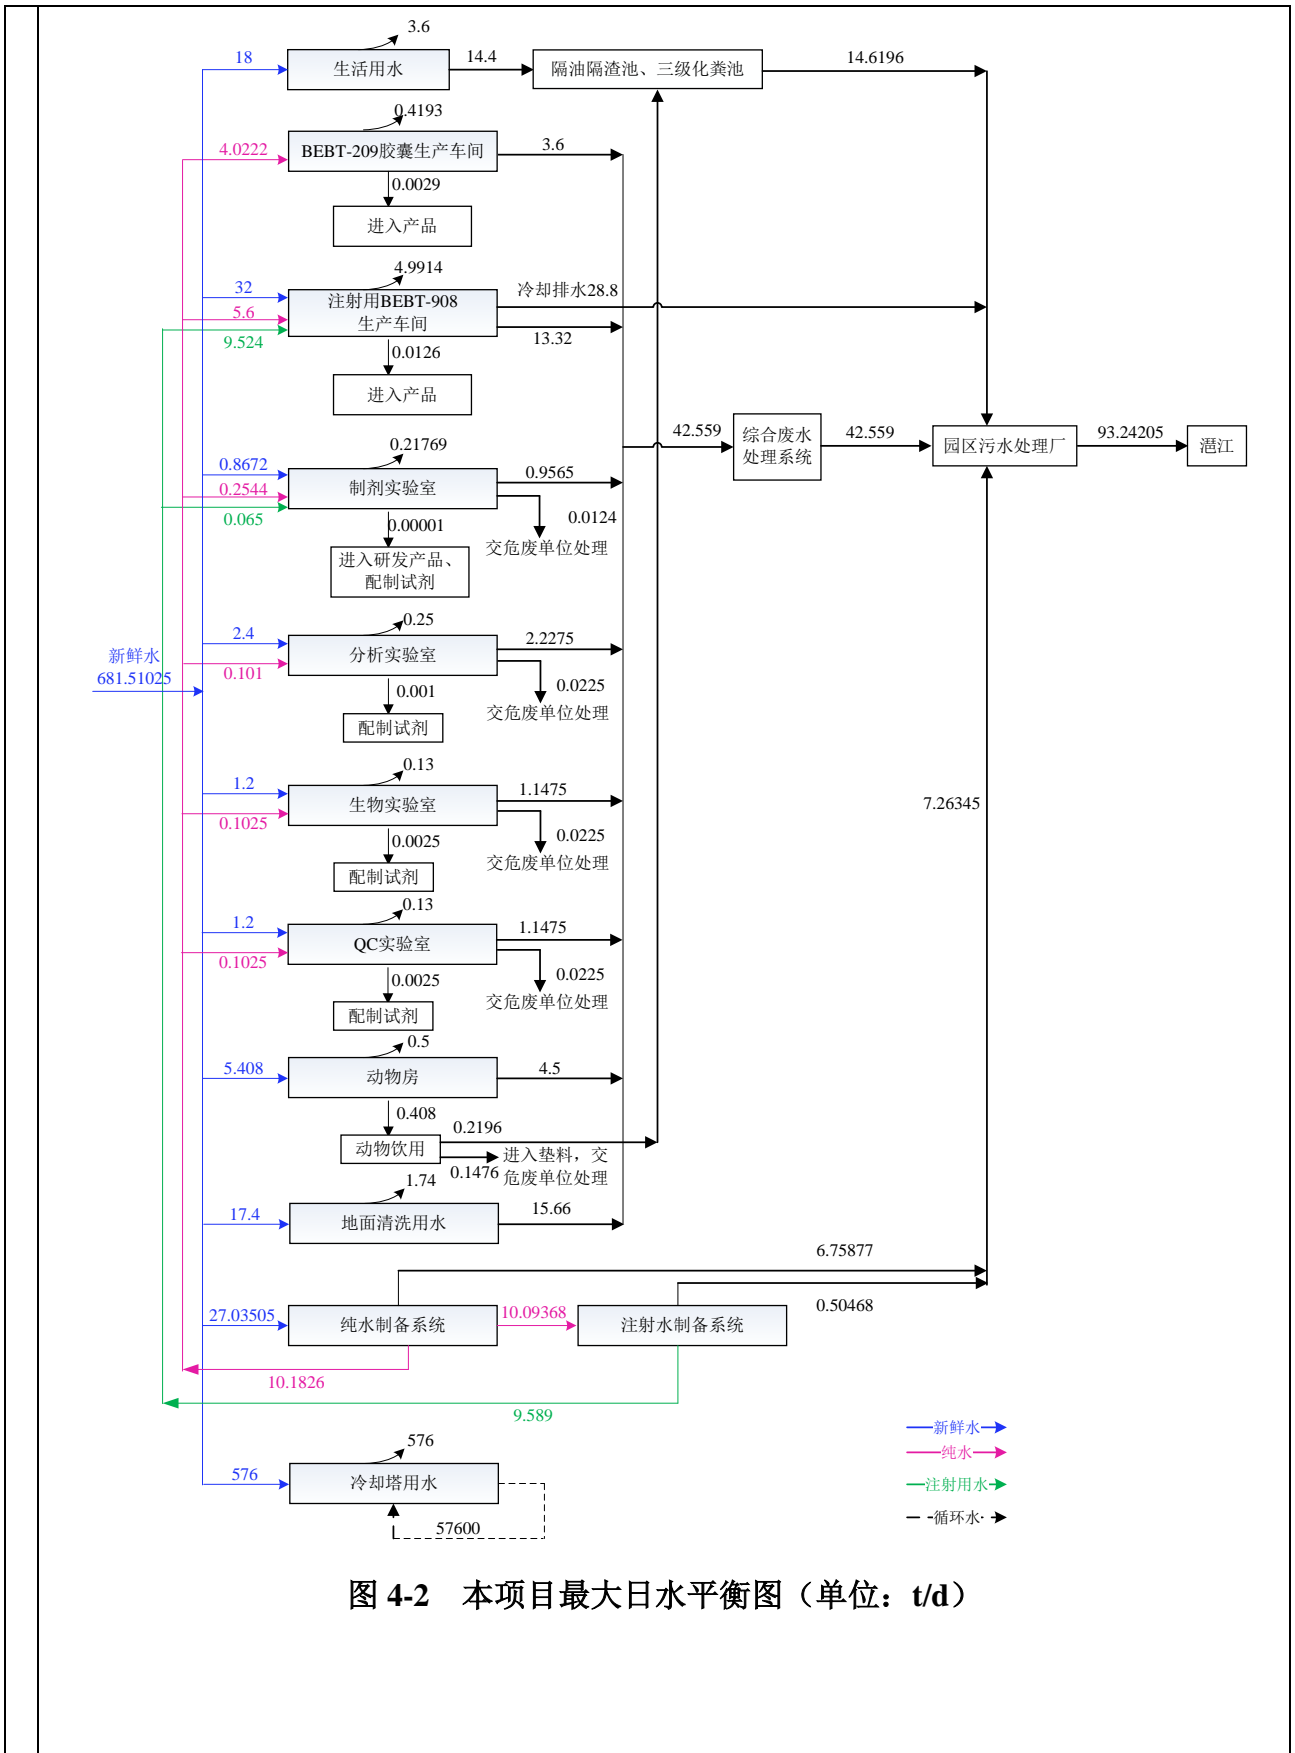 3.6
18
生活用水
14.4
隔油隔渣池、三级化粪池
14.6196
0.4193
4.0222
BEBT-209胶囊生产车间
3.6
0.0029
进入产品
4.9914
32
5.6
9.524
注射用BEBT-908
生产车间
冷却排水28.8
13.32
0.0126
进入产品
42.559
综合废水
处理系统
42.559
园区污水处理厂
93.24205
潖江
0.21769
0.8672
0.2544
0.065
制剂实验室
0.9565
0.0124
交危废单位处理
0.00001
进入研发产品、
配制试剂
0.25
2.4
0.101
分析实验室
2.2275
0.0225
交危废单位处理
0.001
配制试剂
新鲜水
681.51025
0.13
1.2
0.1025
生物实验室
1.1475
0.0225
交危废单位处理
0.0025
配制试剂
7.26345
0.13
1.2
0.1025
QC实验室
1.1475
0.0225
交危废单位处理
0.0025
配制试剂
0.5
5.408
动物房
4.5
0.408
动物饮用
0.2196
0.1476
进入垫料，交
危废单位处理
1.74
17.4
地面清洗用水
15.66
6.75877
0.50468
27.03505
纯水制备系统
10.09368
注射水制备系统
10.1826
9.589
576
576
冷却塔用水
57600
新鲜水
纯水
注射用水
循环水
图 4-2 本项目最大日水平衡图（单位：t/d）